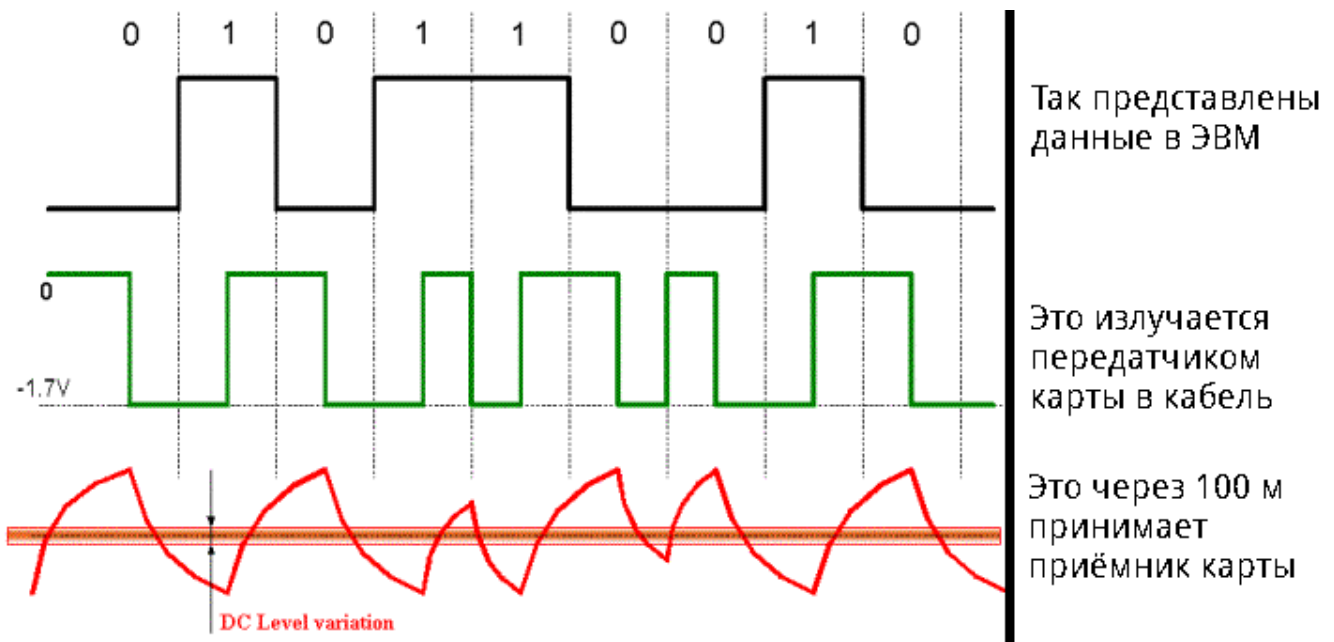 0 1 0 1 1 0 0 1 0
Так представлены
данные в ЭВМ
0
Это излучается
передатчиком
-1.7V
карты в кабель
Это через 100 м
принимает
приёмник карты
DC Level variation